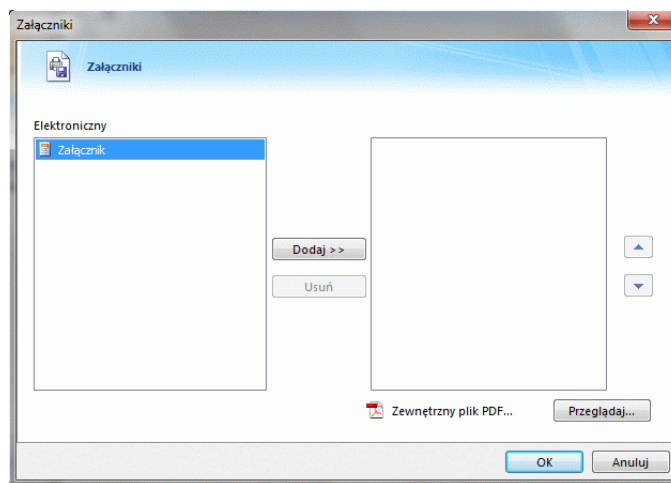 Załączniki
Załączniki
Elektroniczny
Załącznik
Dodaj >>
Usuń
Zewnętrzny plik PDF...
Przeglądaj...
OK
Anuluj